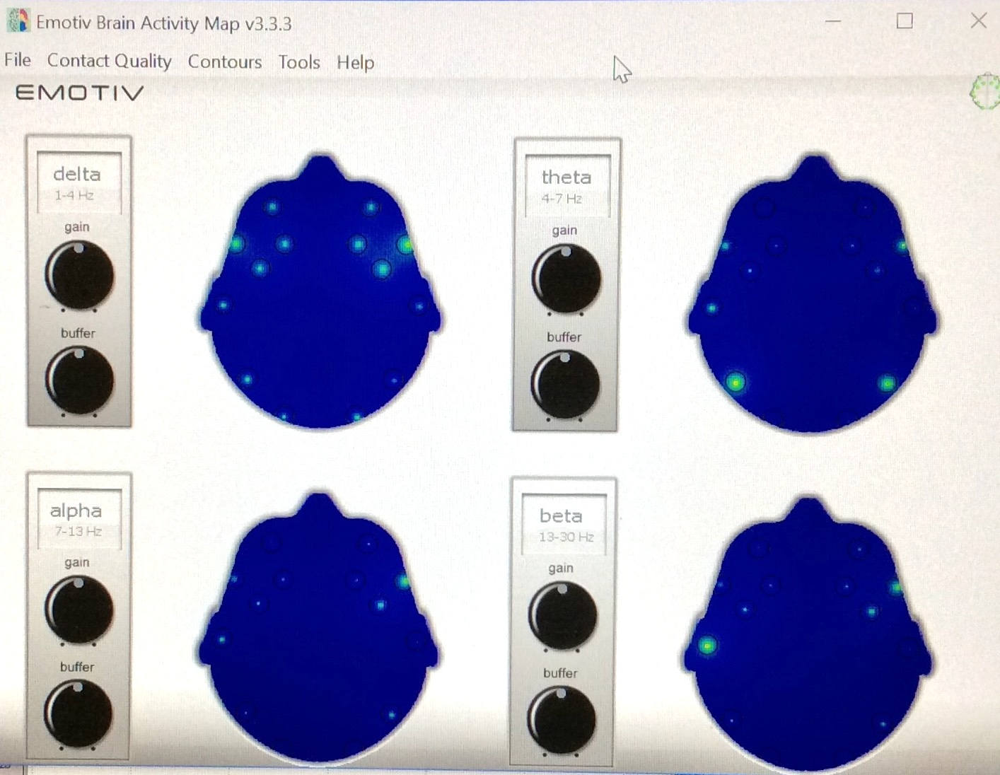 Emotiv Brain Activity Map v3.3.3
File Contact Quality Contours Tools Help
EMOTIV
delta
1-4 Hz
gain
buffer
theta
4-7 Hz
gain
buffer
alpha
7-13 Hz
gain
buffer
beta
13-30 Hz
gain
buffer